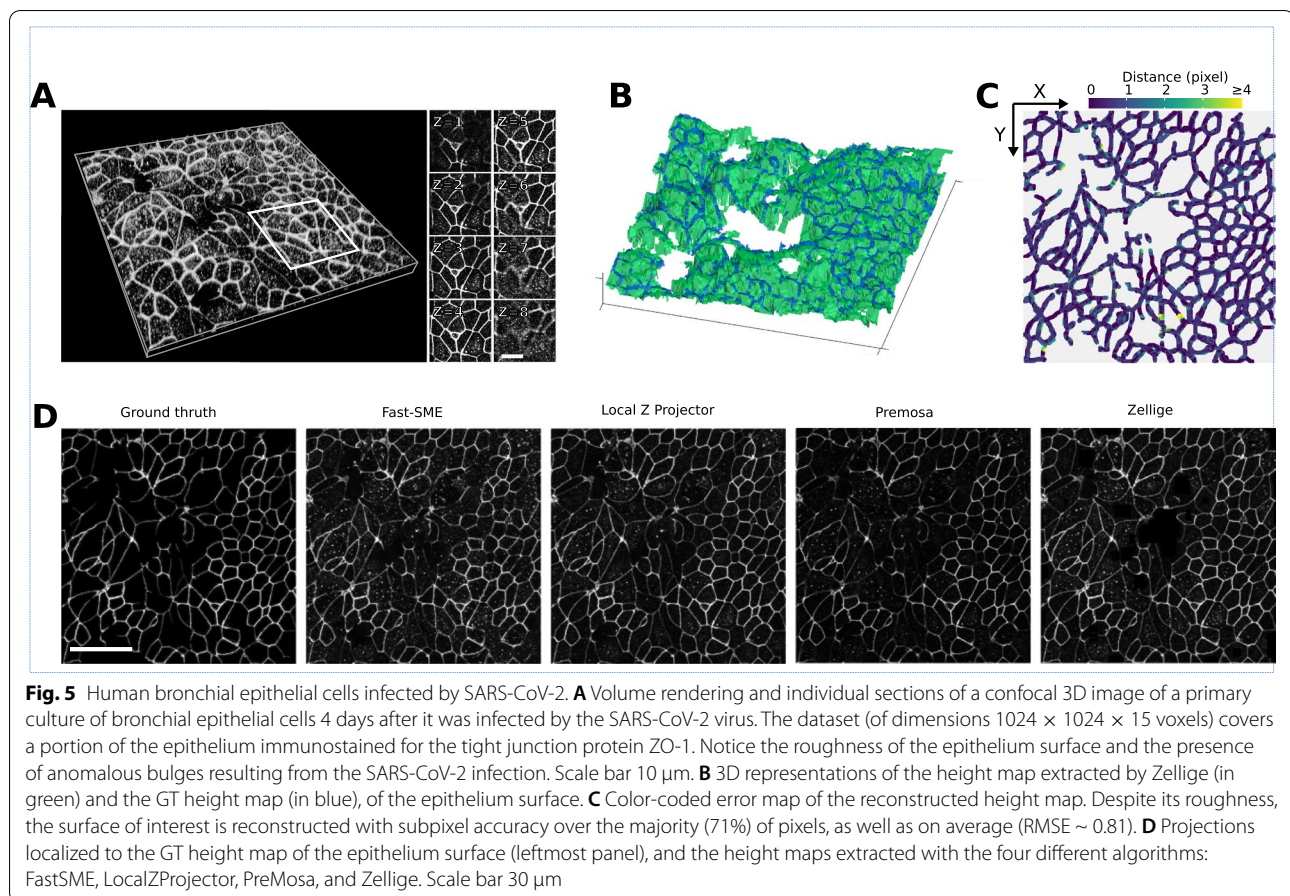 A
Z=1
Z=5
Z=2
Z=6
Z=3
Z=7
Z=4
Z=8
B
C
Distance (pixel)
0 1 2 3 ≥4
X
Y
D
Ground thruth
Fast-SME
Local Z Projector
Premosa
Zellige
Fig. 5 Human bronchial epithelial cells infected by SARS-CoV-2. A Volume rendering and individual sections of a confocal 3D image of a primary
culture of bronchial epithelial cells 4 days after it was infected by the SARS-CoV-2 virus. The dataset (of dimensions 1024 × 1024 × 15 voxels) covers
a portion of the epithelium immunostained for the tight junction protein ZO-1. Notice the roughness of the epithelium surface and the presence
of anomalous bulges resulting from the SARS-CoV-2 infection. Scale bar 10 µm. B 3D representations of the height map extracted by Zellige (in
green) and the GT height map (in blue), of the epithelium surface. C Color-coded error map of the reconstructed height map. Despite its roughness,
the surface of interest is reconstructed with subpixel accuracy over the majority (71%) of pixels, as well as on average (RMSE ~ 0.81). D Projections
localized to the GT height map of the epithelium surface (leftmost panel), and the height maps extracted with the four different algorithms:
FastSME, LocalZProjector, PreMosa, and Zellige. Scale bar 30 µm